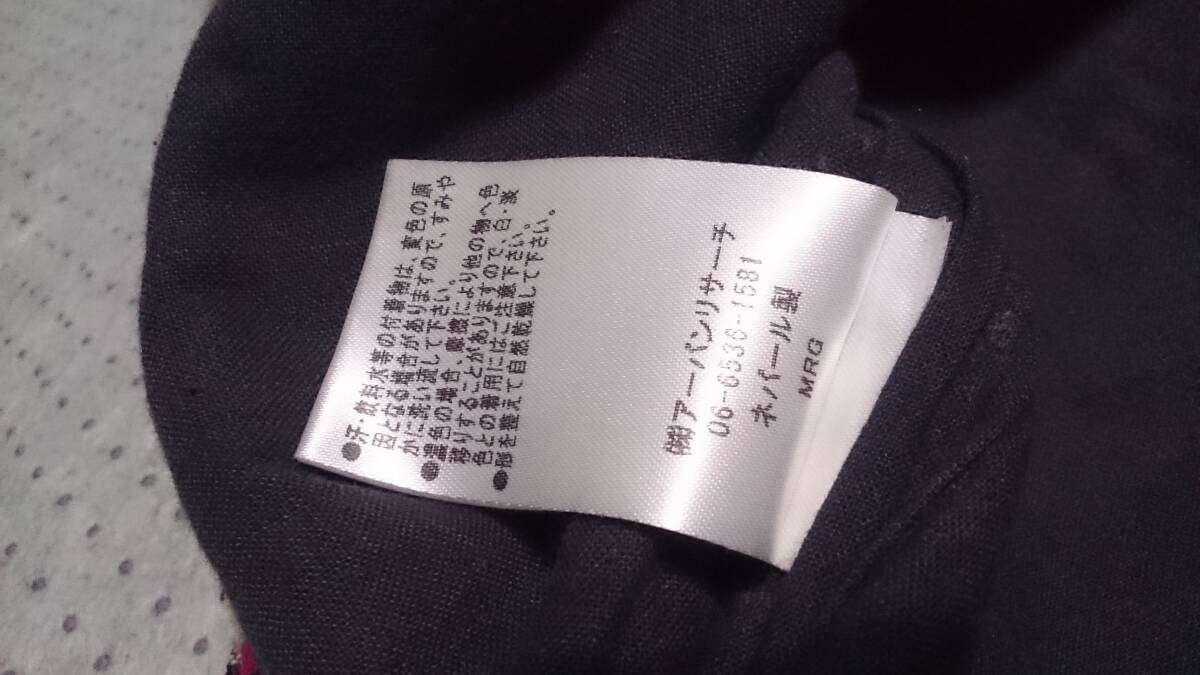 ●汗・飲料水等の付着物は、変色の原
因となる場合がありますので、すみや
かに洗い流して下さい。
●濃色の場合、摩擦により他の物へ色
移りすることがありますので、白・淡
色との着用にはご注意下さい。
●形を整えて自然乾燥して下さい。
㈱アーバンリサーチ
06-6536-1581
ネパール製
MRG